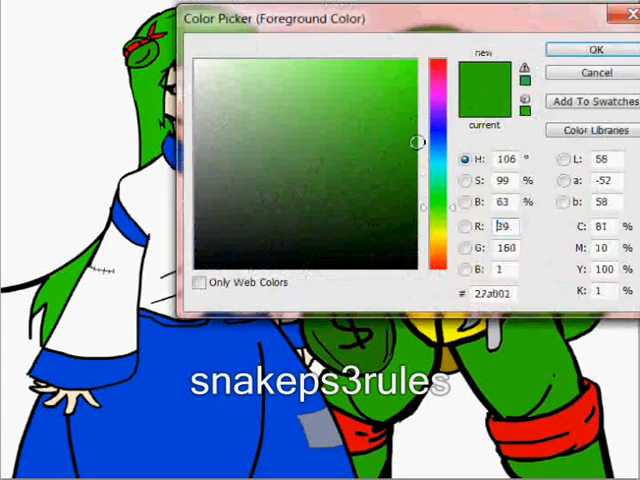 Color Picker (Foreground Color)
new
current
OK
Cancel
Add To Swatches
Color Libraries
H: 106 °
S: 99 %
B: 63 %
R: 39
G: 160
B: 1
# 27a001
L: 58
a: -52
b: 58
C: 81 %
M: 10 %
Y: 100 %
K: 1 %
Only Web Colors
$
snakeps3rules